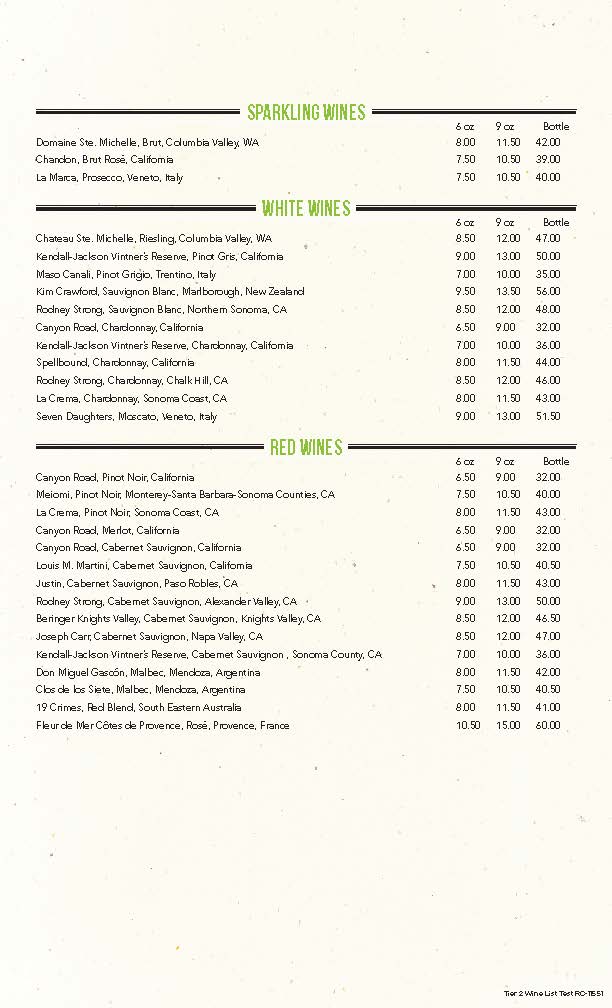 SPARKLING WINES
6 oz 9 oz Bottle
Domaine Ste. Michelle, Brut, Columbia Valley, WA 8.00 11.50 42.00
Chandon, Brut Rosé, California 7.50 10.50 39.00
La Marca, Prosecco, Veneto, Italy 7.50 10.50 40.00
WHITE WINES
6 oz 9 oz Bottle
Chateau Ste. Michelle, Riesling, Columbia Valley, WA 8.50 12.00 47.00
Kendall-Jackson Vintner's Reserve, Pinot Gris, California 9.00 13.00 50.00
Maso Canali, Pinot Grigio, Trentino, Italy 7.00 10.00 35.00
Kim Crawford, Sauvignon Blanc, Marlborough, New Zealand 9.50 13.50 56.00
Rodney Strong, Sauvignon Blanc, Northern Sonoma, CA 8.50 12.00 48.00
Canyon Road, Chardonnay, California 6.50 9.00 32.00
Kendall-Jackson Vintner's Reserve, Chardonnay, California 7.00 10.00 36.00
Spellbound, Chardonnay, California 8.00 11.50 44.00
Rodney Strong, Chardonnay, Chalk Hill, CA 8.50 12.00 46.00
La Crema, Chardonnay, Sonoma Coast, CA 8.00 11.50 43.00
Seven Daughters, Moscato, Veneto, Italy 9.00 13.00 51.50
RED WINES
6 oz 9 oz Bottle
Canyon Road, Pinot Noir, California 6.50 9.00 32.00
Meiomi, Pinot Noir, Monterey-Santa Barbara-Sonoma Counties, CA 7.50 10.50 40.00
La Crema, Pinot Noir, Sonoma Coast, CA 8.00 11.50 43.00
Canyon Road, Merlot, California 6.50 9.00 32.00
Canyon Road, Cabernet Sauvignon, California 6.50 9.00 32.00
Louis M. Martini, Cabernet Sauvignon, California 7.50 10.50 40.50
Justin, Cabernet Sauvignon, Paso Robles, CA 8.00 11.50 43.00
Rodney Strong, Cabernet Sauvignon, Alexander Valley, CA 9.00 13.00 50.00
Beringer Knights Valley, Cabernet Sauvignon, Knights Valley, CA 8.50 12.00 46.50
Joseph Carr, Cabernet Sauvignon, Napa Valley, CA 8.50 12.00 47.00
Kendall-Jackson Vintner's Reserve, Cabernet Sauvignon , Sonoma County, CA 7.00 10.00 36.00
Don Miguel Gascón, Malbec, Mendoza, Argentina 8.00 11.50 42.00
Clos de los Siete, Malbec, Mendoza, Argentina 7.50 10.50 40.50
19 Crimes, Red Blend, South Eastern Australia 8.00 11.50 41.00
Fleur de Mer Côtes de Provence, Rosé, Provence, France 10.50 15.00 60.00
Tier 2 Wine List Test RC-11551